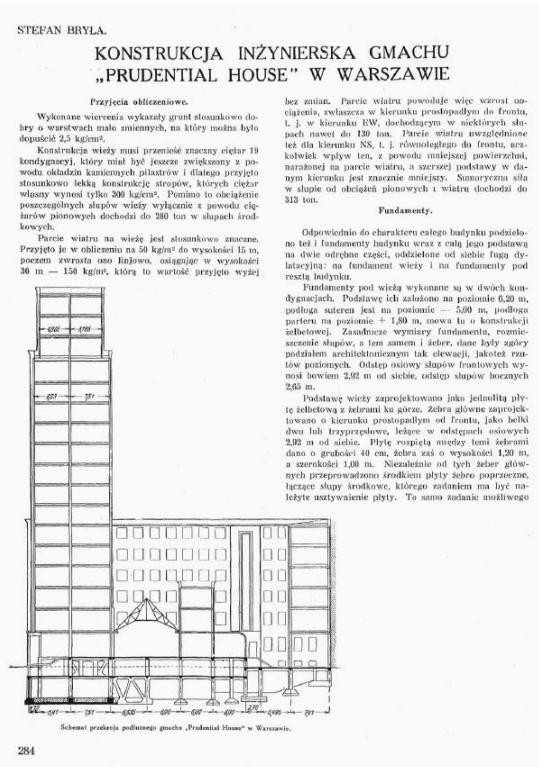 STEFAN BRYŁA.
KONSTRUKCJA INŻYNIERSKA GMACHU
„PRUDENTIAL HOUSE” W WARSZAWIE
Przyjęcia obliczeniowe.
Wykonane wiercenia wykazały grunt stosunkowo do-
bry o warstwach mało zmiennych, na który można było
dopuścić 2,5 kg/cm².
Konstrukcja wieży musi przenieść znaczny ciężar 19
kondygnacyj, który miał być jeszcze zwiększony z po-
wodu okładzin kamiennych pilastrów i dlatego przyjęto
stosunkowo lekką konstrukcję stropów, których ciężar
własny wynosi tylko 300 kg/cm². Pomimo to obciążenie
poszczególnych słupów wieży wyłącznie z powodu cię-
żarów pionowych dochodzi do 280 ton w słupach środ-
kowych.
Parcie wiatru na wieżę jest stosunkowo znaczne.
Przyjęto je w obliczeniu na 50 kg/m² do wysokości 15 m,
poczem zwrasta ono linjowo, osiągając w wysokości
30 m — 150 kg/m², którą to wartość przyjęto wyżej
bez zmian. Parcie wiatru powoduje więc wzrost ob-
ciążenia, zwłaszcza w kierunku prostopadłym do frontu,
t. j. w kierunku EW, dochodzącym w niektórych słu-
pach nawet do 130 ton. Parcie wiatru uwzględnione
też dla kierunku NS, t. j. równoległego do frontu, acz-
kolwiek wpływ ten, z powodu mniejszej powierzchni,
narażonej na parcie wiatru, a szerszej podstawy w da-
nym kierunku jest znacznie mniejszy. Sumaryczna siła
w słupie od obciążeń pionowych i wiatru dochodzi do
313 ton.
Fundamenty.
Odpowiednio do charakteru całego budynku podzielo-
no też i fundamenty budynku wraz z całą jego podstawą
na dwie odrębne części, oddzielone od siebie fugą dy-
latacyjną: na fundament wieży i na fundamenty pod
resztą budynku.
Fundamenty pod wieżą wykonane są w dwóch kon-
dygnacjach. Podstawę ich założono na poziomie 6,20 m,
podłoga suteren jest na poziomie — 5,00 m, podłoga
parteru na poziomie + 1,80 m, mowa tu o konstrukcji
żelbetowej. Zasadnicze wymiary fundamentu, rozmie-
szczenie słupów, a tem samem i żeber, dane były zgóry
podziałem architektonicznym tak elewacji, jakoteż rzu-
tów poziomych. Odstęp osiowy słupów frontowych wy-
nosi bowiem 2,92 m od siebie, odstęp słupów bocznych
2,65 m.
Podstawę wieży zaprojektowano jako jednolitą pły-
tę żelbetową z żebrami ku górze. Żebra główne zaprojek-
towano o kierunku prostopadłym od frontu, jako belki
dwu lub trzyprzęsłowe, leżące w odstępach osiowych
2,92 m od siebie. Płytę rozpiętą między temi żebrami
dano o grubości 40 cm, żebra zaś o wysokości 1,20 m,
a szerokości 1,00 m. Niezależnie od tych żeber głów-
nych przeprowadzono środkiem płyty żebro poprzeczne,
łączące słupy środkowe, którego zadaniem ma być na-
leżyte usztywnienie płyty. To samo zadanie możliwego
Schemat przekroju podłużnego gmachu „Prudential House” w Warszawie.
284